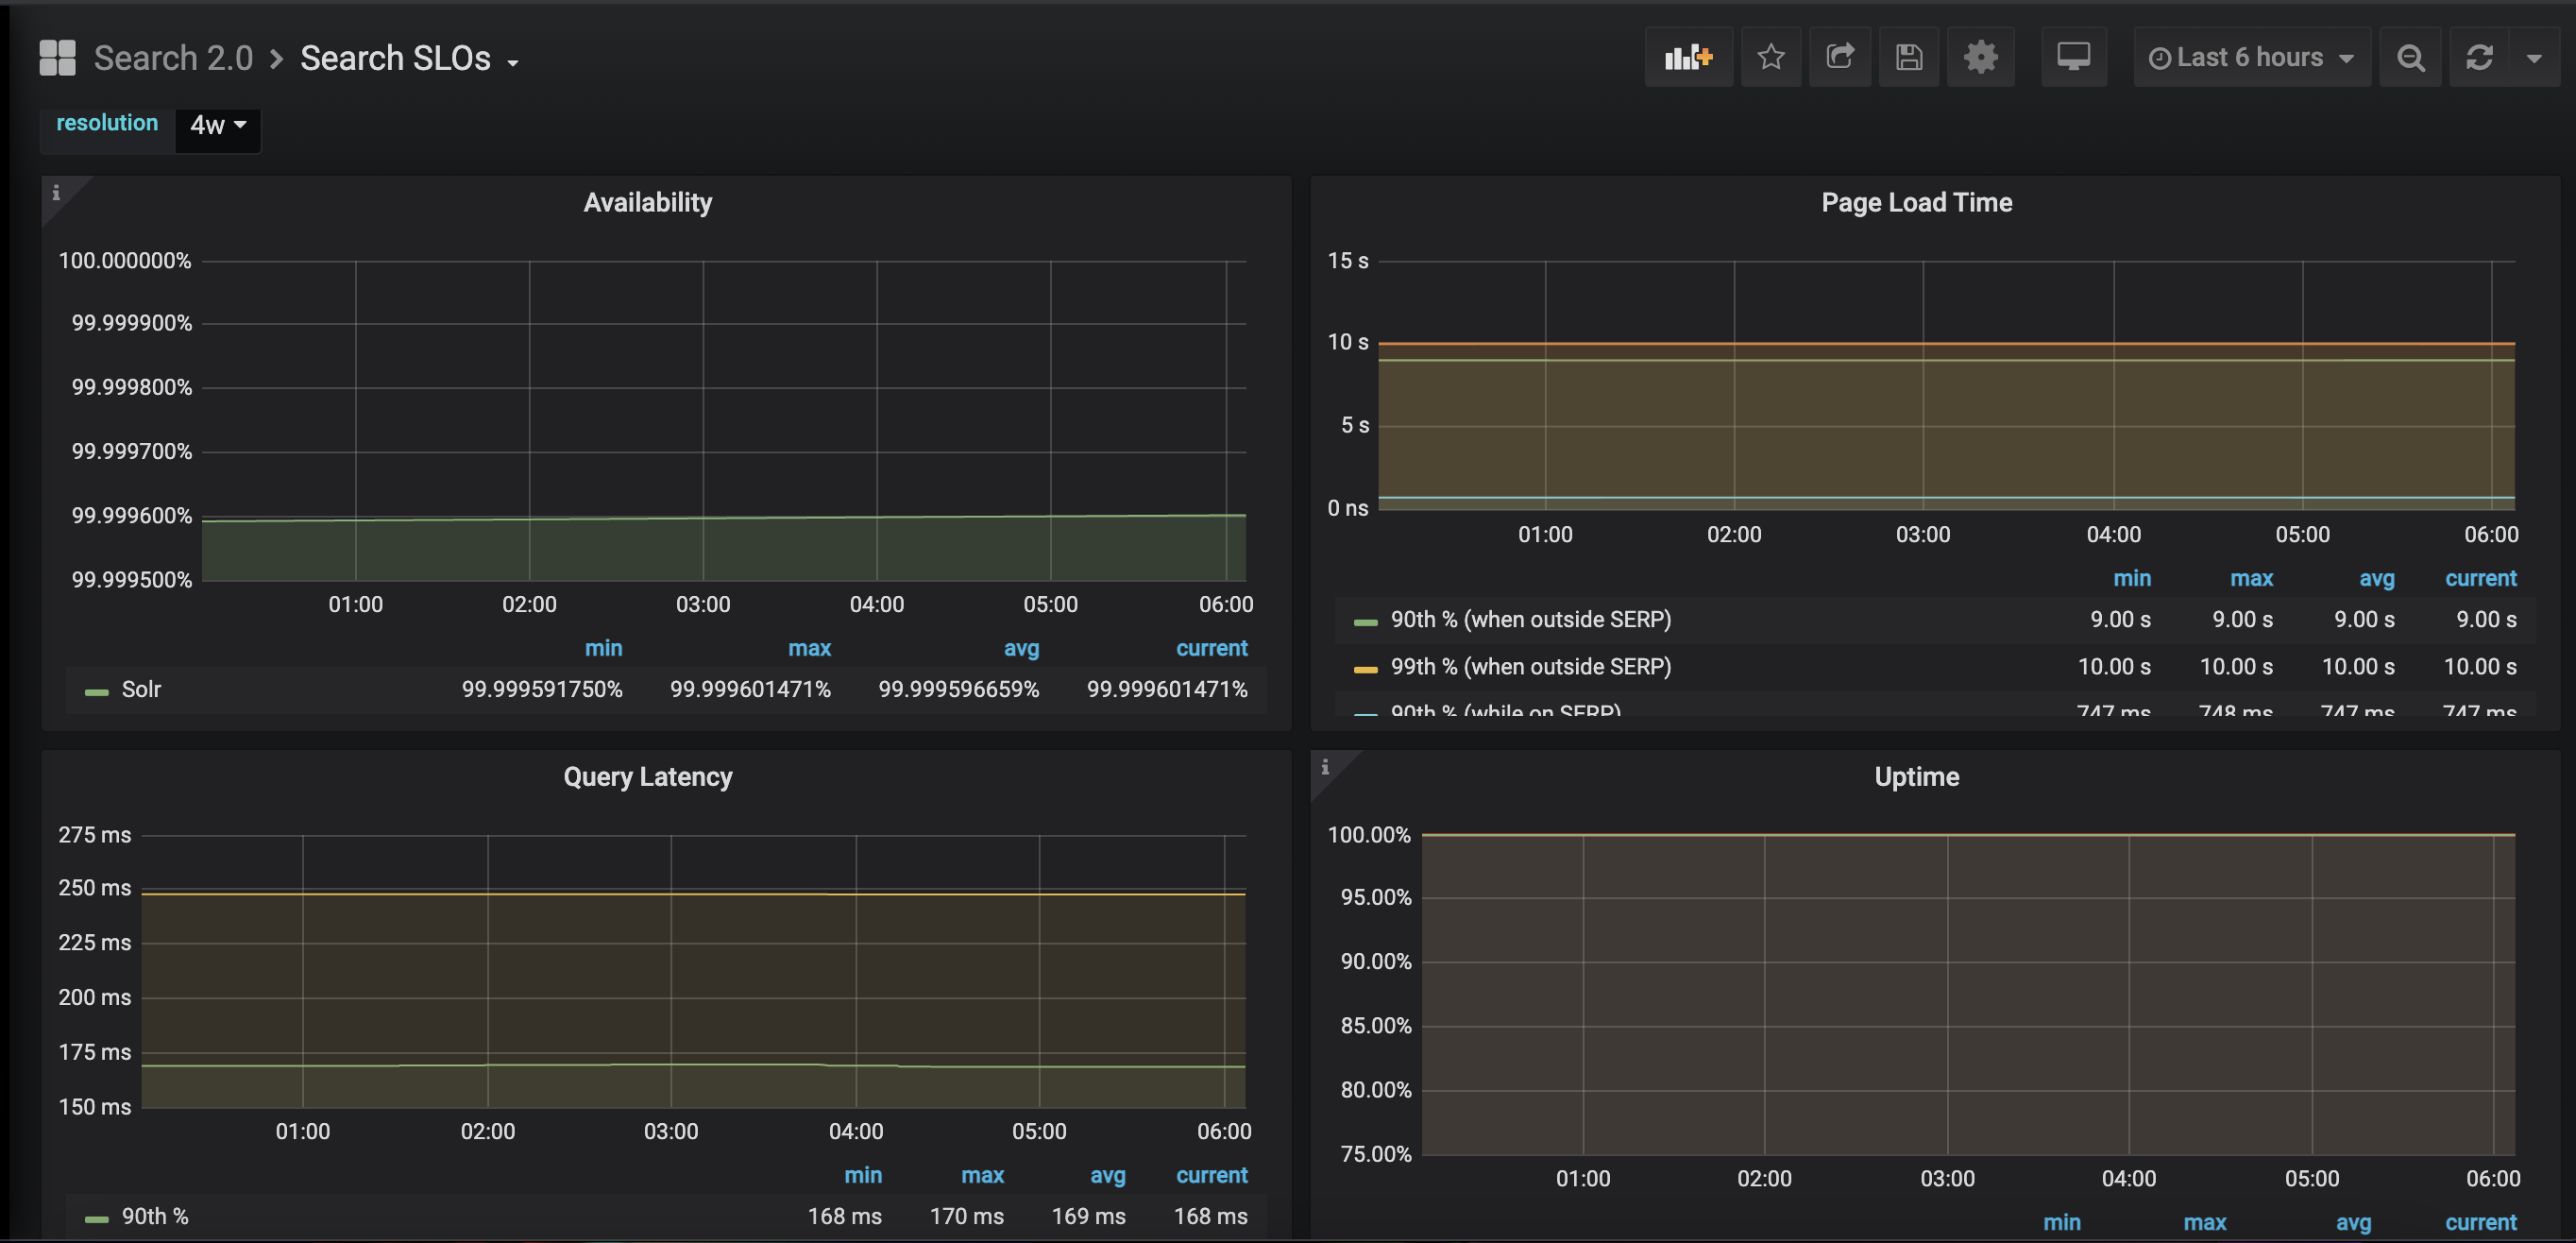 Search 2.0 > Search SLOs
Last 6 hours
resolution 4w
i
Availability
100.000000%
99.999900%
99.999800%
99.999700%
99.999600%
99.999500%
01:00 02:00 03:00 04:00 05:00 06:00
min max avg current
Solr 99.999591750% 99.999601471% 99.999596659% 99.999601471%
Page Load Time
15 s
10 s
5 s
0 ns
01:00 02:00 03:00 04:00 05:00 06:00
min max avg current
90th % (when outside SERP) 9.00 s 9.00 s 9.00 s 9.00 s
99th % (when outside SERP) 10.00 s 10.00 s 10.00 s 10.00 s
90th % (while on SERP) 747 ms 748 ms 747 ms 747 ms
Query Latency
275 ms
250 ms
225 ms
200 ms
175 ms
150 ms
01:00 02:00 03:00 04:00 05:00 06:00
min max avg current
90th % 168 ms 170 ms 169 ms 168 ms
i
Uptime
100.00%
95.00%
90.00%
85.00%
80.00%
75.00%
01:00 02:00 03:00 04:00 05:00 06:00
min max avg current